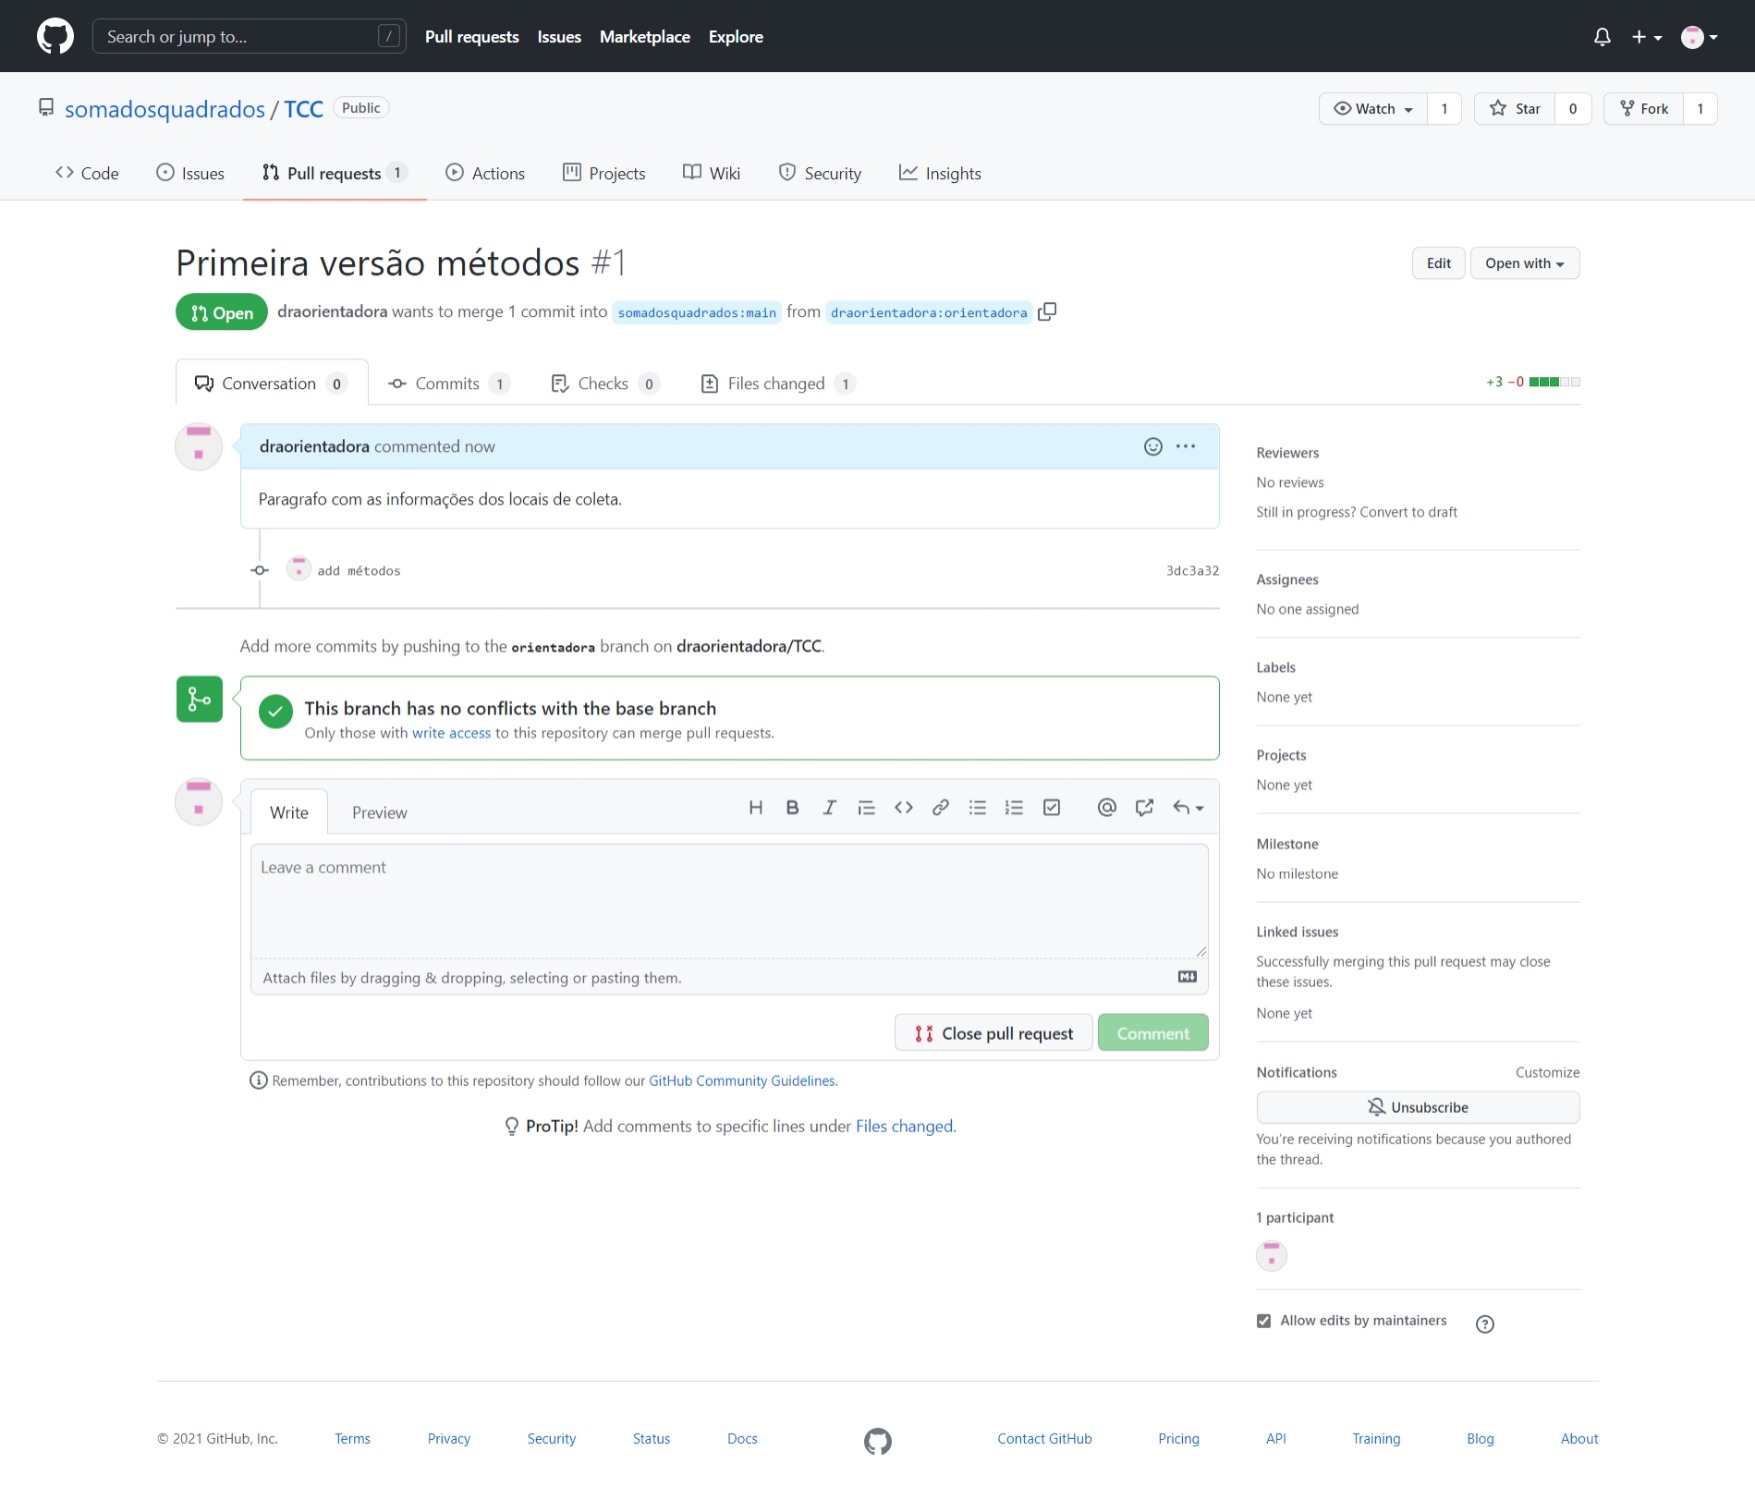 Search or jump to... /
Pull requests Issues Marketplace Explore
somadosquadrados / TCC Public
Watch 1 Star 0 Fork 1
Code Issues Pull requests 1 Actions Projects Wiki Security Insights
Primeira versão métodos #1
Edit Open with
Open draorientadora wants to merge 1 commit into somadosquadrados:main from draorientadora:orientadora
Conversation 0 Commits 1 Checks 0 Files changed 1
+3 −0
draorientadora commented now
Paragrafo com as informações dos locais de coleta.
add métodos 3dc3a32
Add more commits by pushing to the orientadora branch on draorientadora/TCC.
This branch has no conflicts with the base branch
Only those with write access to this repository can merge pull requests.
Write Preview
H B I
Leave a comment
Attach files by dragging & dropping, selecting or pasting them.
Close pull request Comment
Remember, contributions to this repository should follow our GitHub Community Guidelines.
ProTip! Add comments to specific lines under Files changed.
Reviewers
No reviews
Still in progress? Convert to draft
Assignees
No one assigned
Labels
None yet
Projects
None yet
Milestone
No milestone
Linked issues
Successfully merging this pull request may close
these issues.
None yet
Notifications Customize
Unsubscribe
You're receiving notifications because you authored
the thread.
1 participant
Allow edits by maintainers
© 2021 GitHub, Inc. Terms Privacy Security Status Docs Contact GitHub Pricing API Training Blog About